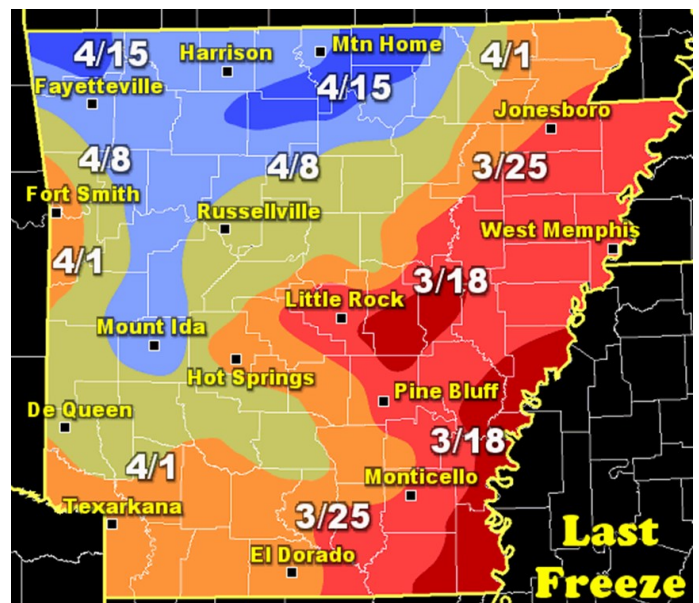 4/15
Harrison
Mtn Home
4/1
Fayetteville
4/15
Jonesboro
4/8
4/8
3/25
Fort Smith
Russellville
West Memphis
4/1
3/18
Little Rock
Mount Ida
Hot Springs
Pine Bluff
De Queen
3/18
4/1
Monticello
Texarkana
3/25
El Dorado
Last
Freeze